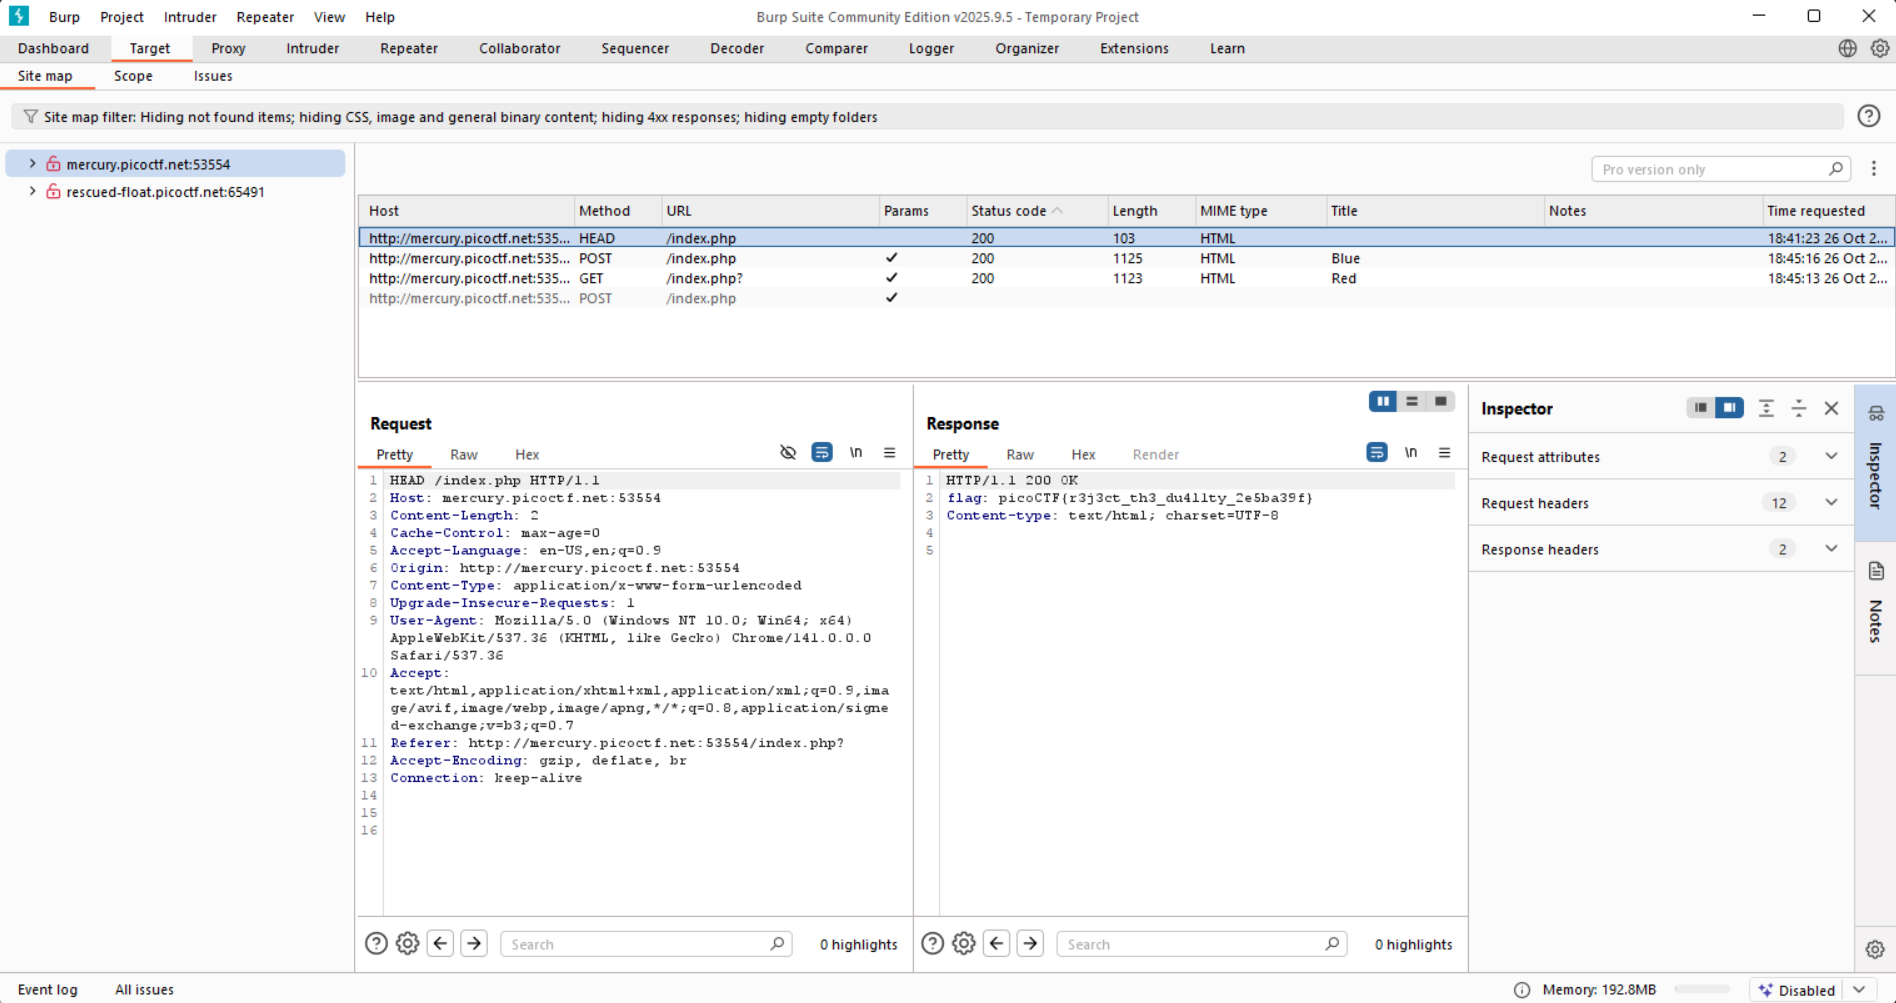 Burp Project Intruder Repeater View Help
Burp Suite Community Edition v2025.9.5 - Temporary Project
Dashboard Target Proxy Intruder Repeater Collaborator Sequencer Decoder Comparer Logger Organizer Extensions Learn
Site map Scope Issues
Site map filter: Hiding not found items; hiding CSS, image and general binary content; hiding 4xx responses; hiding empty folders
mercury.picoctf.net:53554
rescued-float.picoctf.net:65491
Pro version only
Host Method URL Params Status code Length MIME type Title Notes Time requested
http://mercury.picoctf.net:535... HEAD /index.php 200 103 HTML 18:41:23 26 Oct 2...
http://mercury.picoctf.net:535... POST /index.php ✓ 200 1125 HTML Blue 18:45:16 26 Oct 2...
http://mercury.picoctf.net:535... GET /index.php? ✓ 200 1123 HTML Red 18:45:13 26 Oct 2...
http://mercury.picoctf.net:535... POST /index.php ✓
Request
Pretty Raw Hex
\n
1 HEAD /index.php HTTP/1.1
2 Host: mercury.picoctf.net:53554
3 Content-Length: 2
4 Cache-Control: max-age=0
5 Accept-Language: en-US,en;q=0.9
6 Origin: http://mercury.picoctf.net:53554
7 Content-Type: application/x-www-form-urlencoded
8 Upgrade-Insecure-Requests: 1
9 User-Agent: Mozilla/5.0 (Windows NT 10.0; Win64; x64)
AppleWebKit/537.36 (KHTML, like Gecko) Chrome/141.0.0.0
Safari/537.36
10 Accept:
text/html,application/xhtml+xml,application/xml;q=0.9,ima
ge/avif,image/webp,image/apng,*/*;q=0.8,application/signe
d-exchange;v=b3;q=0.7
11 Referer: http://mercury.picoctf.net:53554/index.php?
12 Accept-Encoding: gzip, deflate, br
13 Connection: keep-alive
14
15
16
Search
0 highlights
Response
Pretty Raw Hex Render
\n
1 HTTP/1.1 200 OK
2 flag: picoCTF{r3j3ct_th3_du4l1ty_2e5ba39f}
3 Content-type: text/html; charset=UTF-8
4
5
Search
0 highlights
Inspector
Request attributes 2
Request headers 12
Response headers 2
Inspector
Notes
Event log All issues
Memory: 192.8MB
Disabled